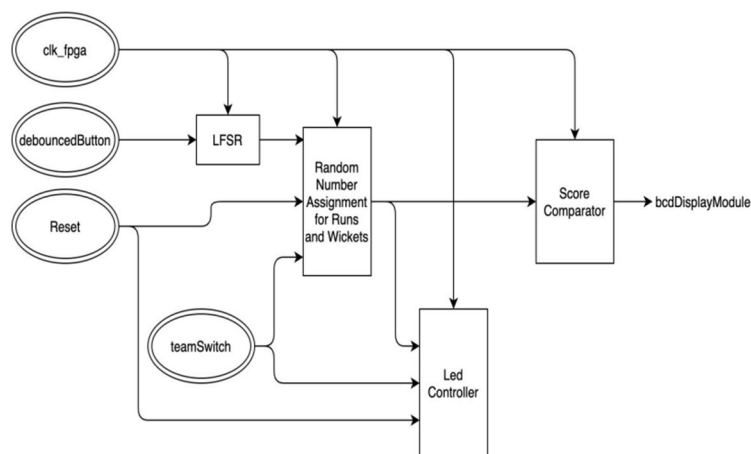 clk_fpga
debouncedButton
LFSR
Random
Number
Assignment
for Runs
and Wickets
Score
Comparator
bcdDisplayModule
Reset
teamSwitch
Led
Controller